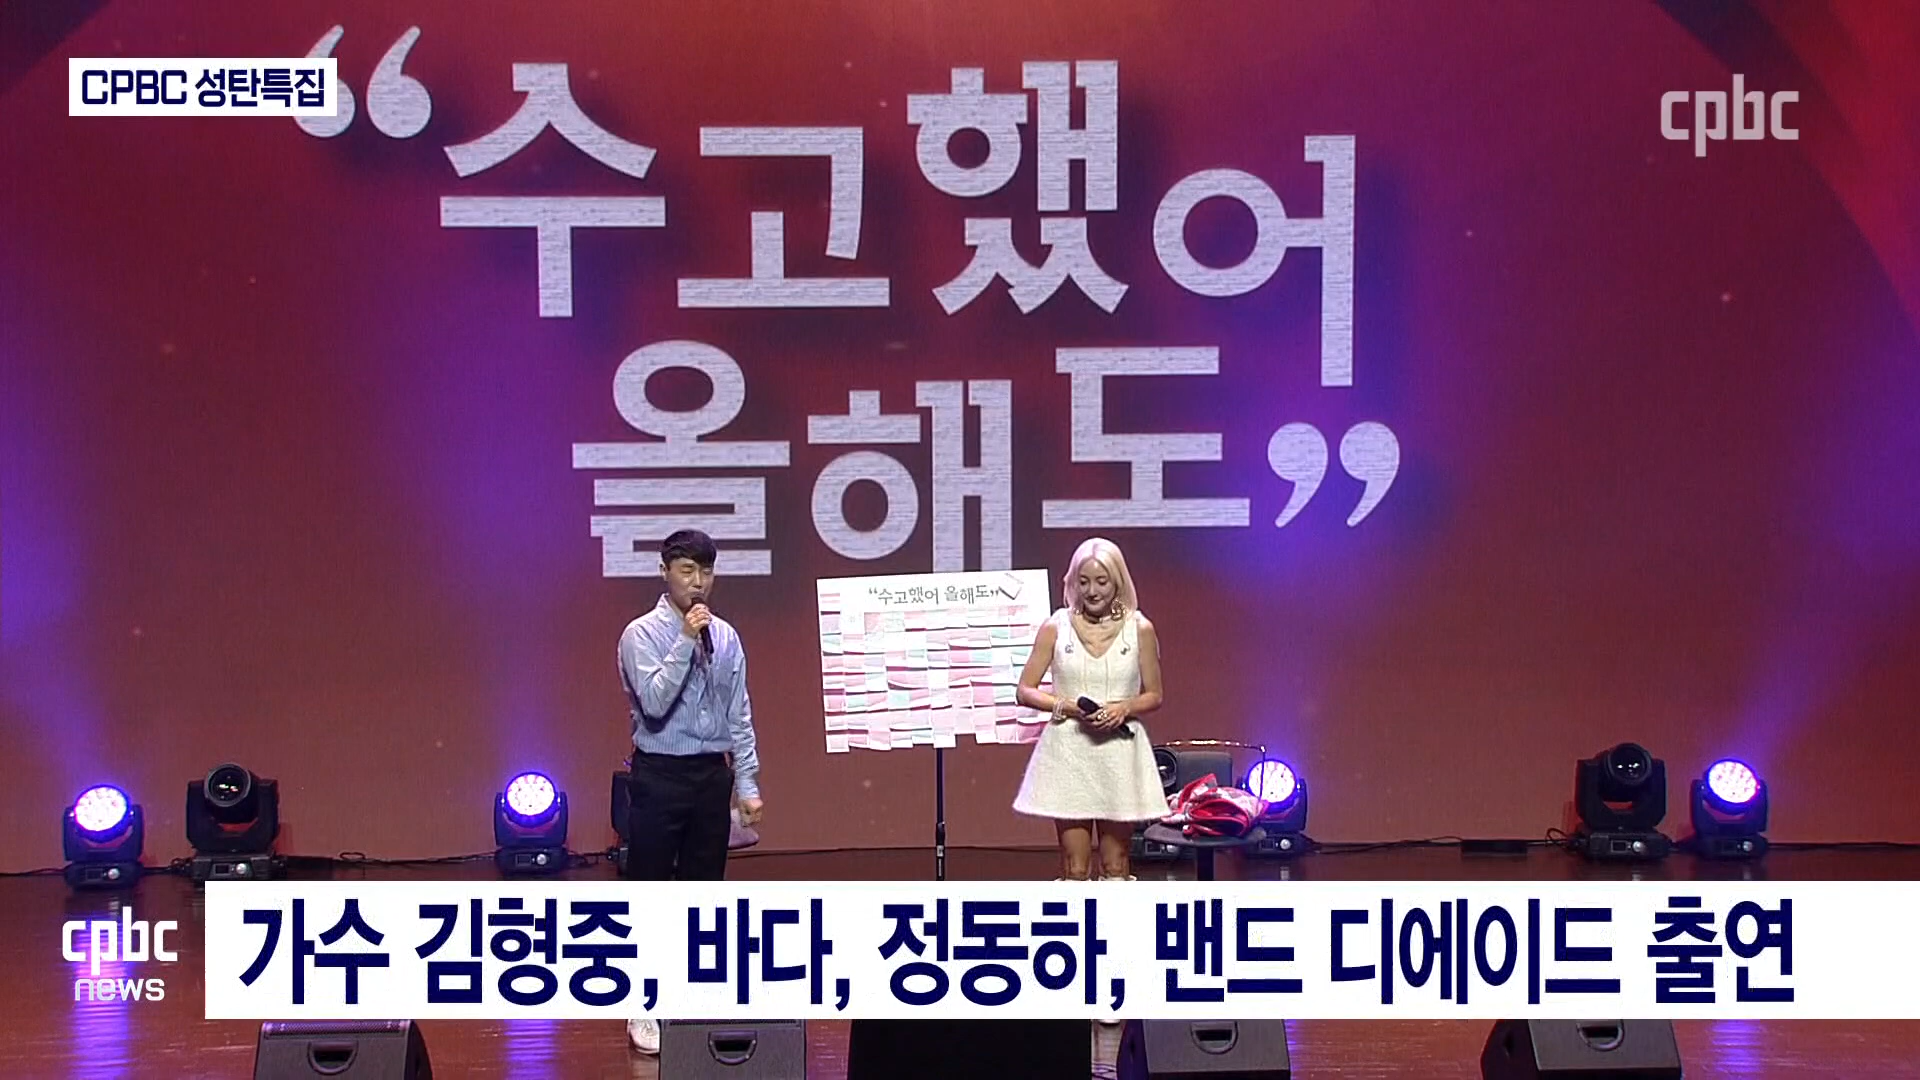 CPBC 성탄특집
cpbc
“수고했어
올해도”
“수고했어 올해도”
cpbc
news
가수 김형중, 바다, 정동하, 밴드 디에이드 출연